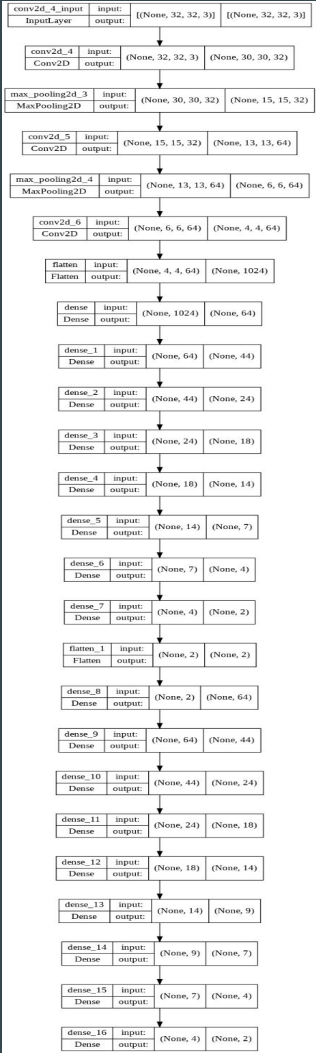 conv2d_4_input input: [(None, 32, 32, 3)] [(None, 32, 32, 3)]
InputLayer output:
conv2d_4 input: (None, 32, 32, 3) (None, 30, 30, 32)
Conv2D output:
max_pooling2d_3 input: (None, 30, 30, 32) (None, 15, 15, 32)
MaxPooling2D output:
conv2d_5 input: (None, 15, 15, 32) (None, 13, 13, 64)
Conv2D output:
max_pooling2d_4 input: (None, 13, 13, 64) (None, 6, 6, 64)
MaxPooling2D output:
conv2d_6 input: (None, 6, 6, 64) (None, 4, 4, 64)
Conv2D output:
flatten input: (None, 4, 4, 64) (None, 1024)
Flatten output:
dense input: (None, 1024) (None, 64)
Dense output:
dense_1 input: (None, 64) (None, 44)
Dense output:
dense_2 input: (None, 44) (None, 24)
Dense output:
dense_3 input: (None, 24) (None, 18)
Dense output:
dense_4 input: (None, 18) (None, 14)
Dense output:
dense_5 input: (None, 14) (None, 7)
Dense output:
dense_6 input: (None, 7) (None, 4)
Dense output:
dense_7 input: (None, 4) (None, 2)
Dense output:
flatten_1 input: (None, 2) (None, 2)
Flatten output:
dense_8 input: (None, 2) (None, 64)
Dense output:
dense_9 input: (None, 64) (None, 44)
Dense output:
dense_10 input: (None, 44) (None, 24)
Dense output:
dense_11 input: (None, 24) (None, 18)
Dense output:
dense_12 input: (None, 18) (None, 14)
Dense output:
dense_13 input: (None, 14) (None, 9)
Dense output:
dense_14 input: (None, 9) (None, 7)
Dense output:
dense_15 input: (None, 7) (None, 4)
Dense output:
dense_16 input: (None, 4) (None, 2)
Dense output: